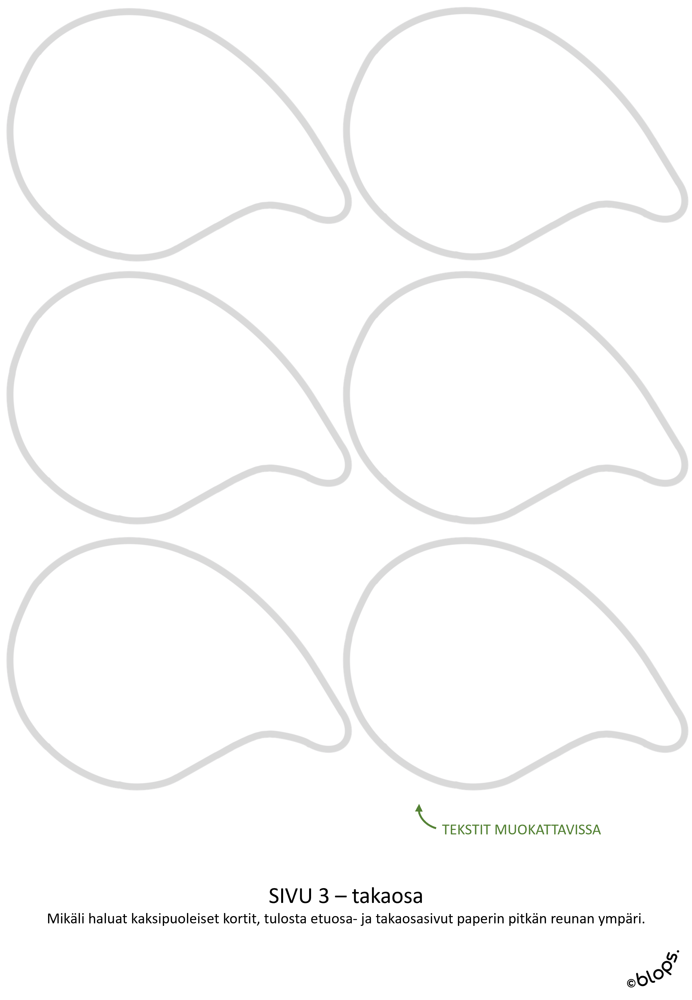 TEKSTIT MUOKATTAVISSA
SIVU 3 – takaosa
Mikäli haluat kaksipuoleiset kortit, tulosta etuosa- ja takaosasivut paperin pitkän reunan ympäri.
©blops.